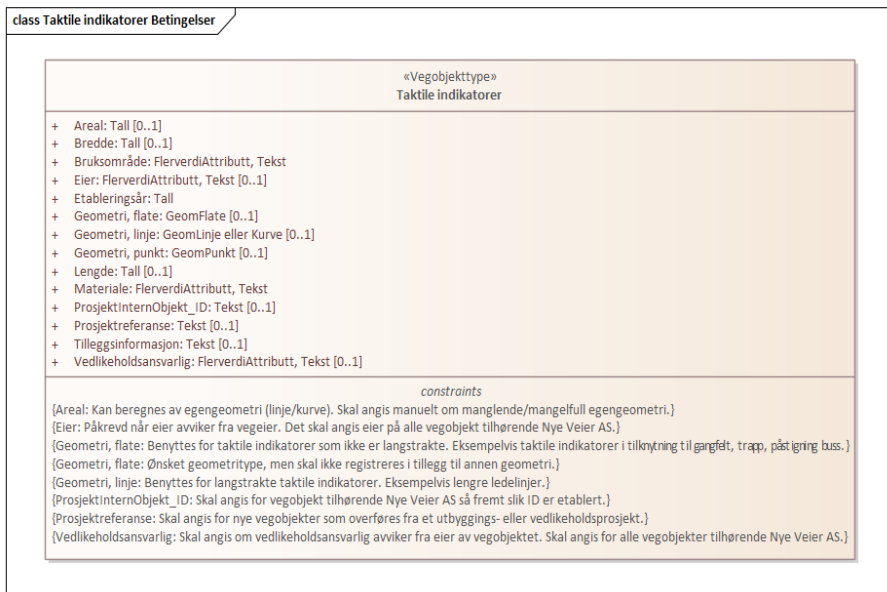 class Taktile indikatorer Betingelser
«Vegobjekttype»
Taktile indikatorer
+ Areal: Tall [0..1]
+ Bredde: Tall [0..1]
+ Bruksområde: FlerverdiAttributt, Tekst
+ Eier: FlerverdiAttributt, Tekst [0..1]
+ Etableringsår: Tall
+ Geometri, flate: GeomFlate [0..1]
+ Geometri, linje: GeomLinje eller Kurve [0..1]
+ Geometri, punkt: GeomPunkt [0..1]
+ Lengde: Tall [0..1]
+ Materiale: FlerverdiAttributt, Tekst
+ ProsjektInternObjekt_ID: Tekst [0..1]
+ Prosjektreferanse: Tekst [0..1]
+ Tilleggsinformasjon: Tekst [0..1]
+ Vedlikeholdsansvarlig: FlerverdiAttributt, Tekst [0..1]
constraints
{Areal: Kan beregnes av egengeometri (linje/kurve). Skal angis manuelt om manglende/mangelfull egengeometri.}
{Eier: Påkrevd når eier avviker fra vegeier. Det skal angis eier på alle vegobjekt tilhørende Nye Veier AS.}
{Geometri, flate: Benyttes for taktile indikatorer som ikke er langstrakte. Eksempelvis taktile indikatorer i tilknytning til gangfelt, trapp, påstigning buss.}
{Geometri, flate: Ønsket geometritype, men skal ikke registreres i tillegg til annen geometri.}
{Geometri, linje: Benyttes for langstrakte taktile indikatorer. Eksempelvis lengre ledelinjer.}
{ProsjektInternObjekt_ID: Skal angis for vegobjekt tilhørende Nye Veier AS så fremt slik ID er etablert.}
{Prosjektreferanse: Skal angis for nye vegobjekter som overføres fra et utbyggings- eller vedlikeholdsprosjekt.}
{Vedlikeholdsansvarlig: Skal angis om vedlikeholdsansvarlig avviker fra eier av vegobjektet. Skal angis for alle vegobjekter tilhørende Nye Veier AS.}